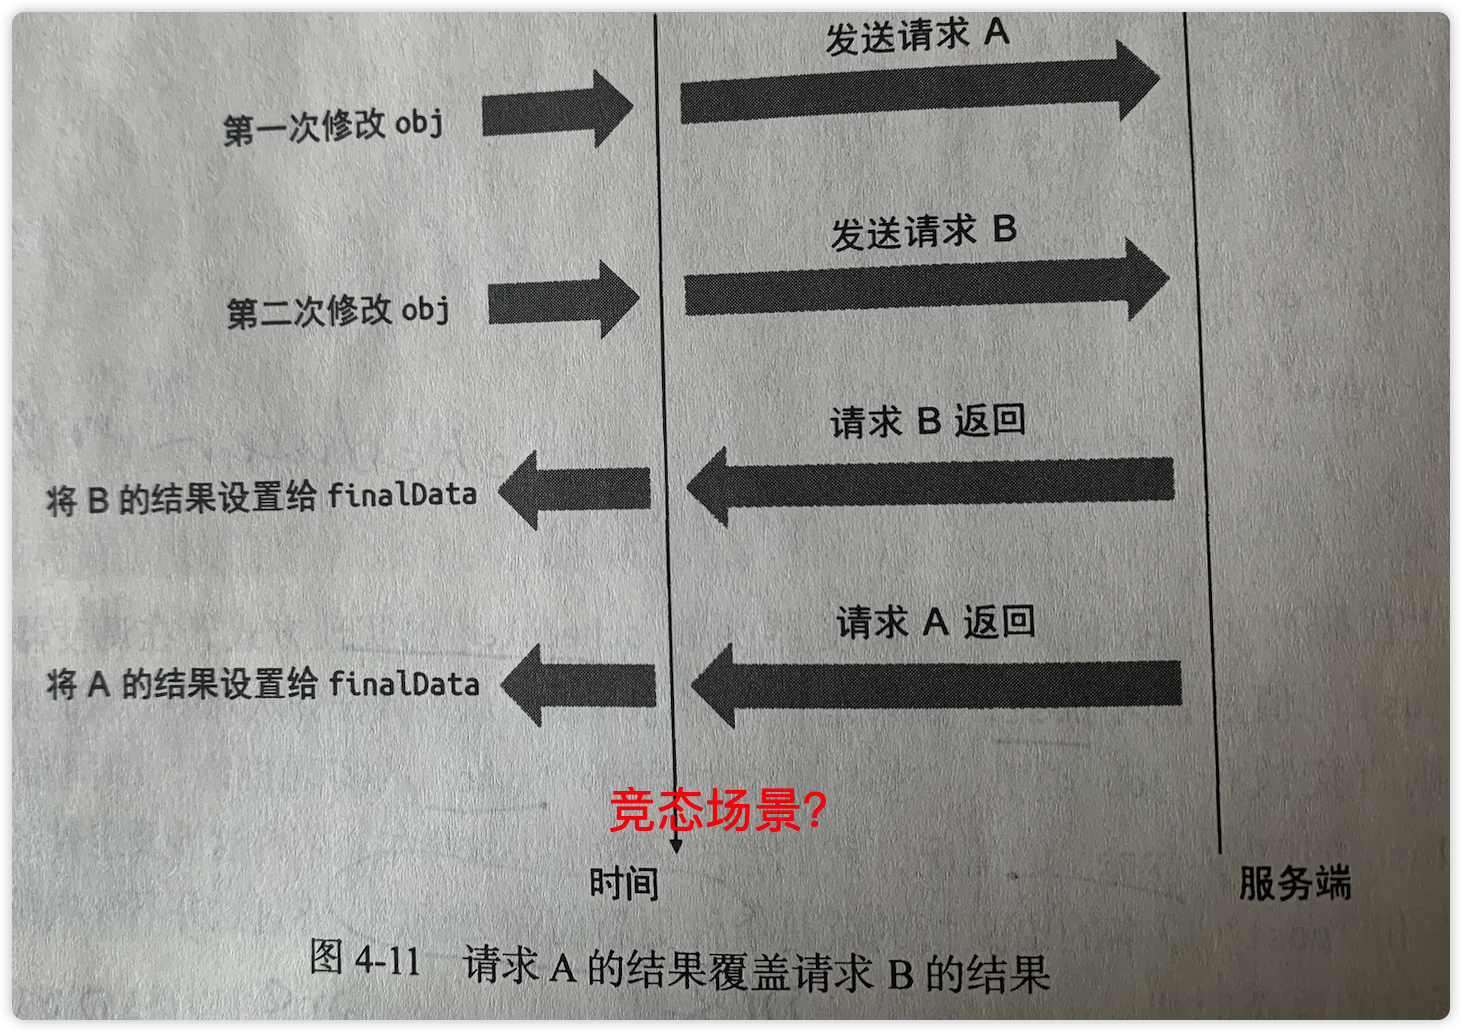 发送请求 A
第一次修改 obj
发送请求 B
第二次修改 obj
请求 B 返回
将 B 的结果设置给 finalData
请求 A 返回
将 A 的结果设置给 finalData
竞态场景?
时间
服务端
图 4-11 请求 A 的结果覆盖请求 B 的结果